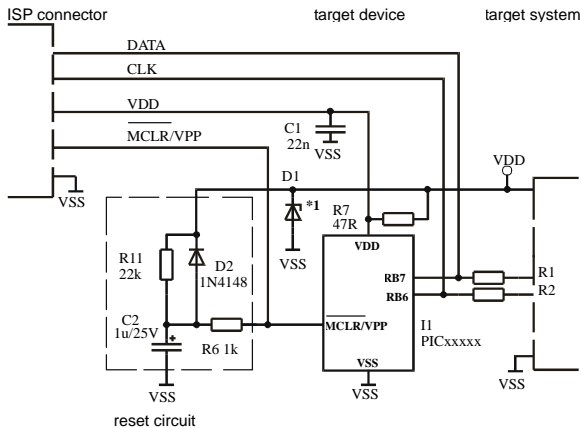 ISP connector
target device
target system
DATA
CLK
VDD
MCLR/VPP
C1
22n
VSS
VSS
D1
*1
VSS
VDD
R7
47R
VDD
RB7
RB6
MCLR/VPP
VSS
I1
PICxxxxx
R1
R2
R11
22k
D2
1N4148
C2
1u/25V
R6 1k
VSS
VSS
VSS
reset circuit